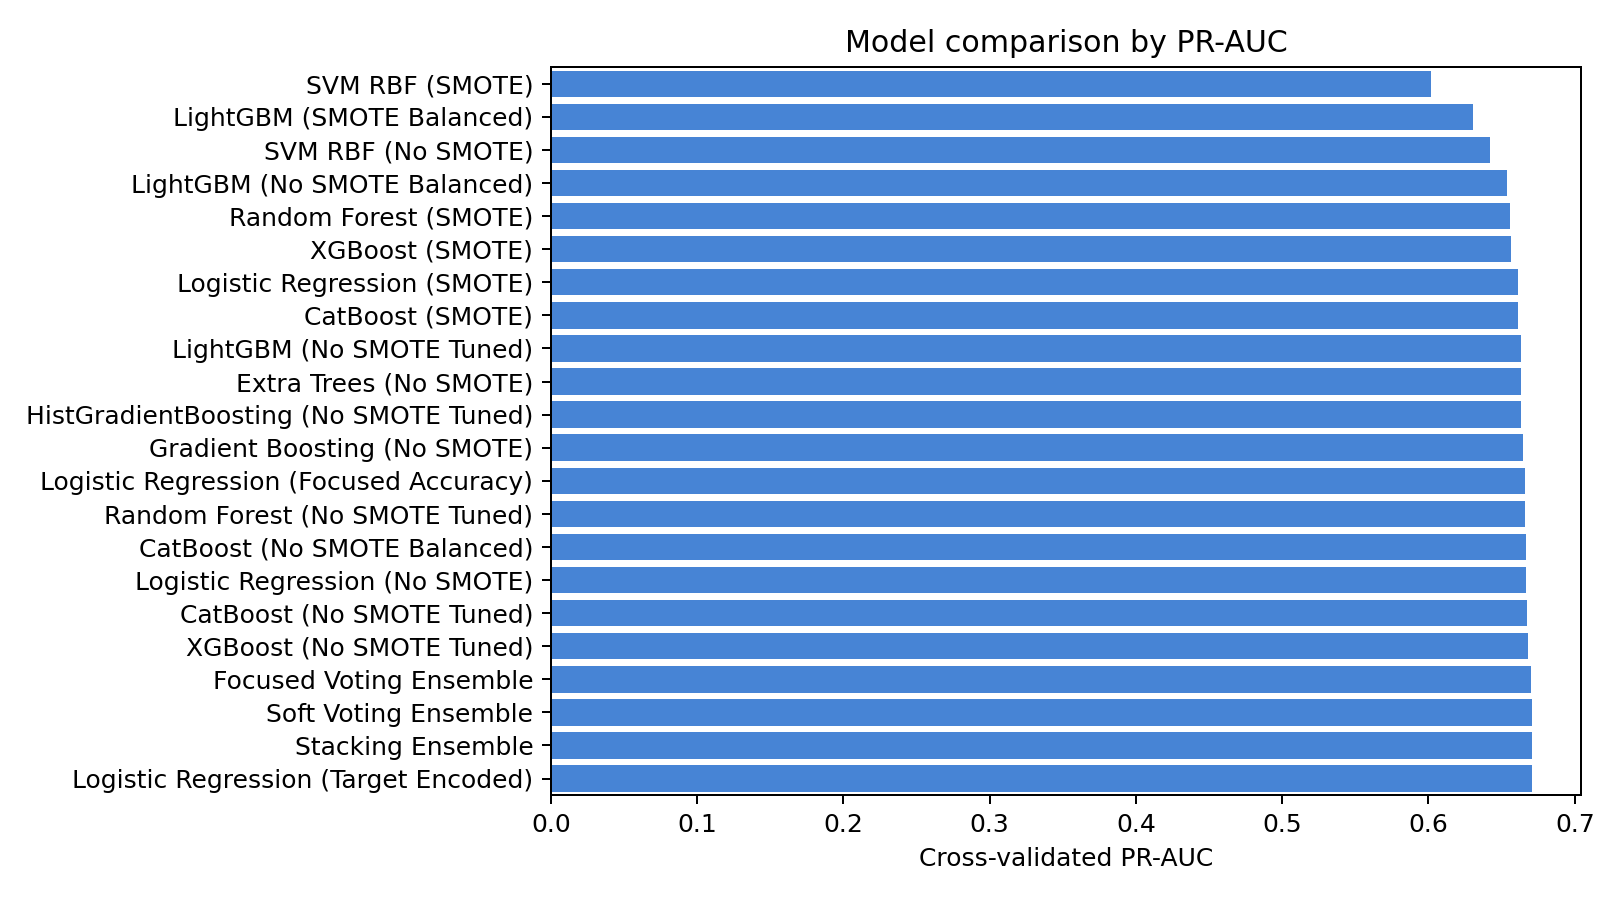 Model comparison by PR-AUC
SVM RBF (SMOTE)
LightGBM (SMOTE Balanced)
SVM RBF (No SMOTE)
LightGBM (No SMOTE Balanced)
Random Forest (SMOTE)
XGBoost (SMOTE)
Logistic Regression (SMOTE)
CatBoost (SMOTE)
LightGBM (No SMOTE Tuned)
Extra Trees (No SMOTE)
HistGradientBoosting (No SMOTE Tuned)
Gradient Boosting (No SMOTE)
Logistic Regression (Focused Accuracy)
Random Forest (No SMOTE Tuned)
CatBoost (No SMOTE Balanced)
Logistic Regression (No SMOTE)
CatBoost (No SMOTE Tuned)
XGBoost (No SMOTE Tuned)
Focused Voting Ensemble
Soft Voting Ensemble
Stacking Ensemble
Logistic Regression (Target Encoded)
0.0 0.1 0.2 0.3 0.4 0.5 0.6 0.7
Cross-validated PR-AUC